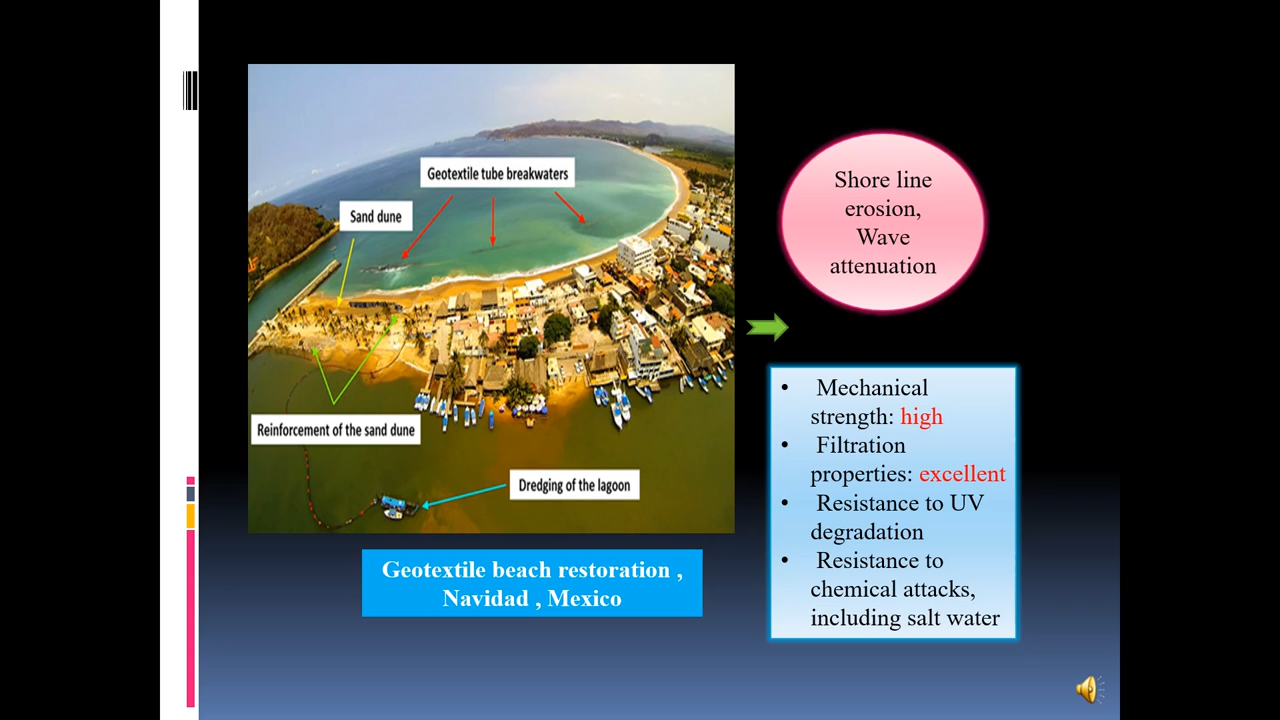 Geotextile tube breakwaters
Sand dune
Reinforcement of the sand dune
Dredging of the lagoon
Geotextile beach restoration ,
Navidad , Mexico
Shore line
erosion,
Wave
attenuation
• Mechanical
strength: high
• Filtration
properties: excellent
• Resistance to UV
degradation
• Resistance to
chemical attacks,
including salt water